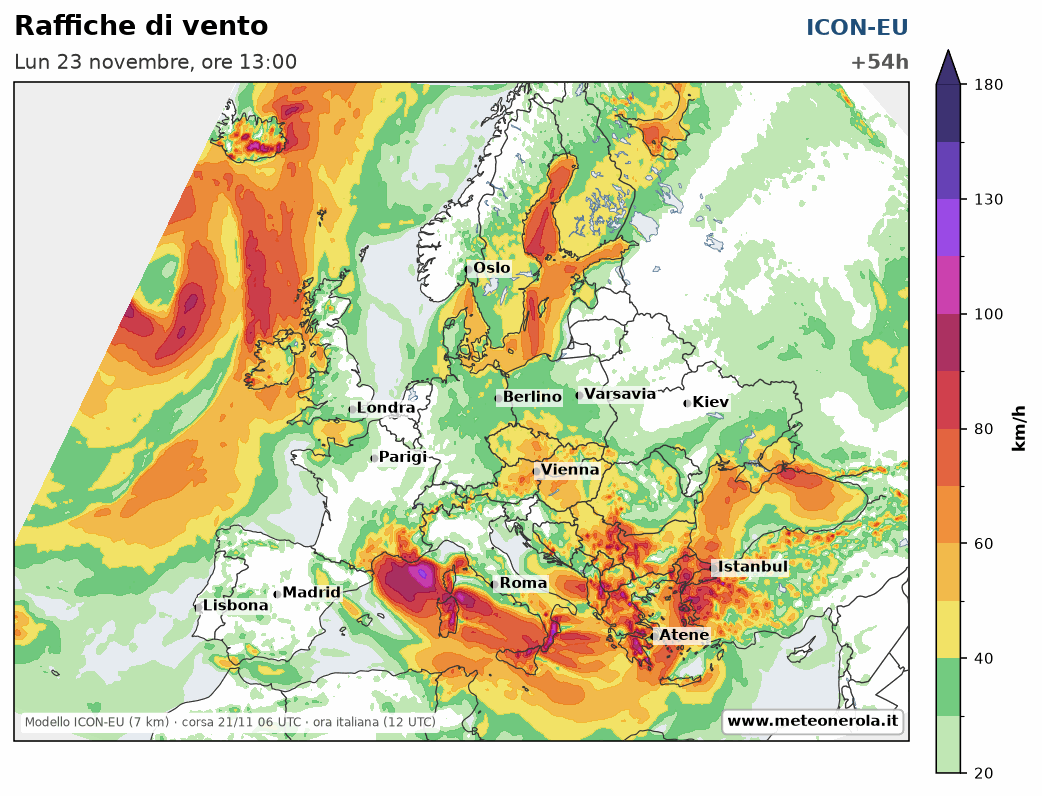 Raffiche di vento
ICON-EU
Lun 23 novembre, ore 13:00
+54h
180
130
100
80
60
40
20
km/h
Oslo
Berlino
Varsavia
Kiev
Londra
Parigi
Vienna
Istanbul
Roma
Madrid
Lisbona
Atene
Modello ICON-EU (7 km) · corsa 21/11 06 UTC · ora italiana (12 UTC)
www.meteonerola.it